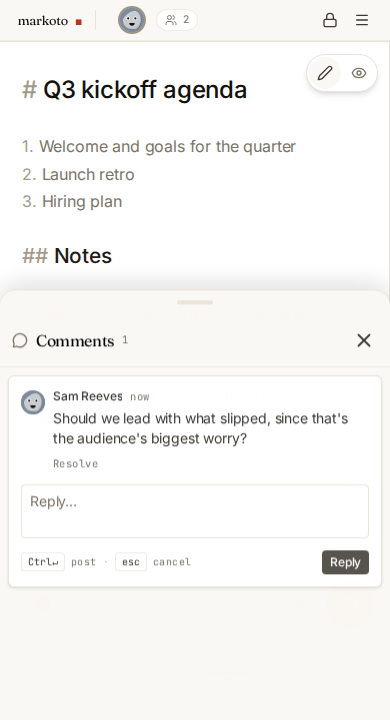 markoto
2
# Q3 kickoff agenda
1. Welcome and goals for the quarter
2. Launch retro
3. Hiring plan
## Notes
Comments 1
Sam Reeves now
Should we lead with what slipped, since that's
the audience's biggest worry?
Resolve
Reply...
Ctrl↵ post · esc cancel
Reply